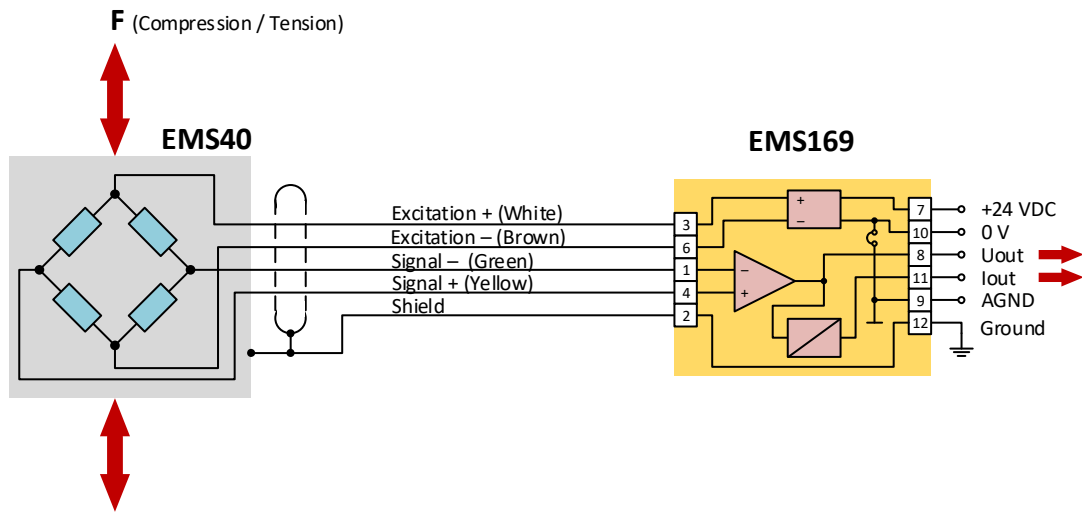 F (Compression / Tension)
EMS40
EMS169
Excitation + (White)
Excitation – (Brown)
Signal – (Green)
Signal + (Yellow)
Shield
3
6
1
4
2
+
–
–
+
7
10
8
11
9
12
+24 VDC
0 V
Uout
Iout
AGND
Ground